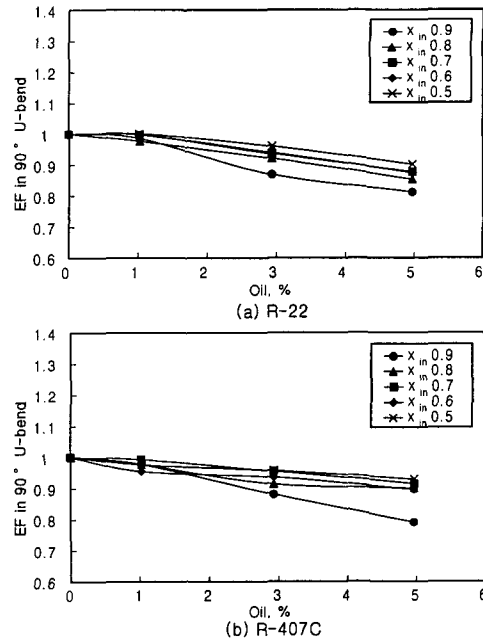 1.4
1.3
1.2
1.1
1
0.9
0.8
0.7
0.6
EF in 90° U-bend
x in 0.9
x in 0.8
x in 0.7
x in 0.6
x in 0.5
0 1 2 3 4 5 6
Oil, %
(a) R-22
1.4
1.3
1.2
1.1
1
0.9
0.8
0.7
0.6
EF in 90° U-bend
x in 0.9
x in 0.8
x in 0.7
x in 0.6
x in 0.5
0 1 2 3 4 5 6
Oil, %
(b) R-407C